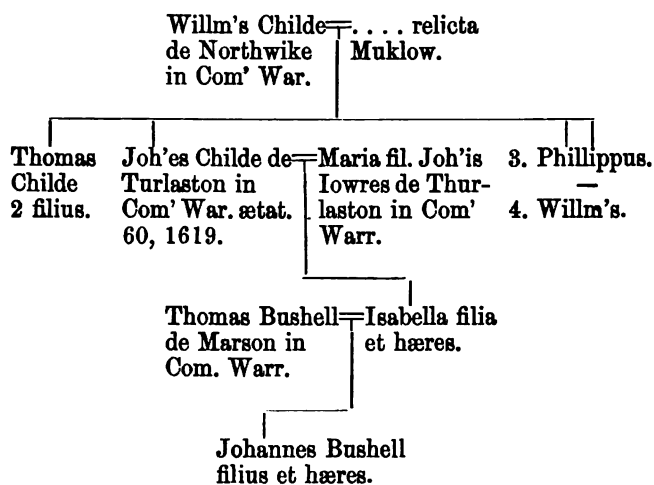 Willm's Childe=. . . . relicta
de Northwike Muklow.
in Com' War.
Thomas
Childe
2 filius.
Joh'es Childe de=Maria fil. Joh'is
Turlaston in Iowres de Thur-
Com' War. ætat. laston in Com'
60, 1619. Warr.
3. Phillippus.
—
4. Willm's.
Thomas Bushell=Isabella filia
de Marson in et hæres.
Com. Warr.
Johannes Bushell
filius et hæres.